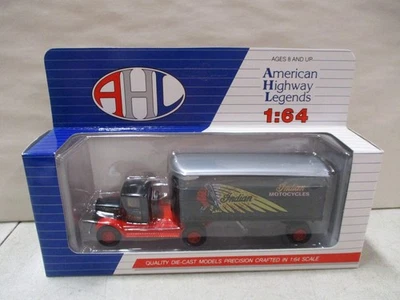 AHL
AGES 8 AND UP
American
Highway
Legends
1:64
Indian
Indian
MOTOCYCLES
QUALITY DIE-CAST MODELS PRECISION CRAFTED IN 1:64 SCALE